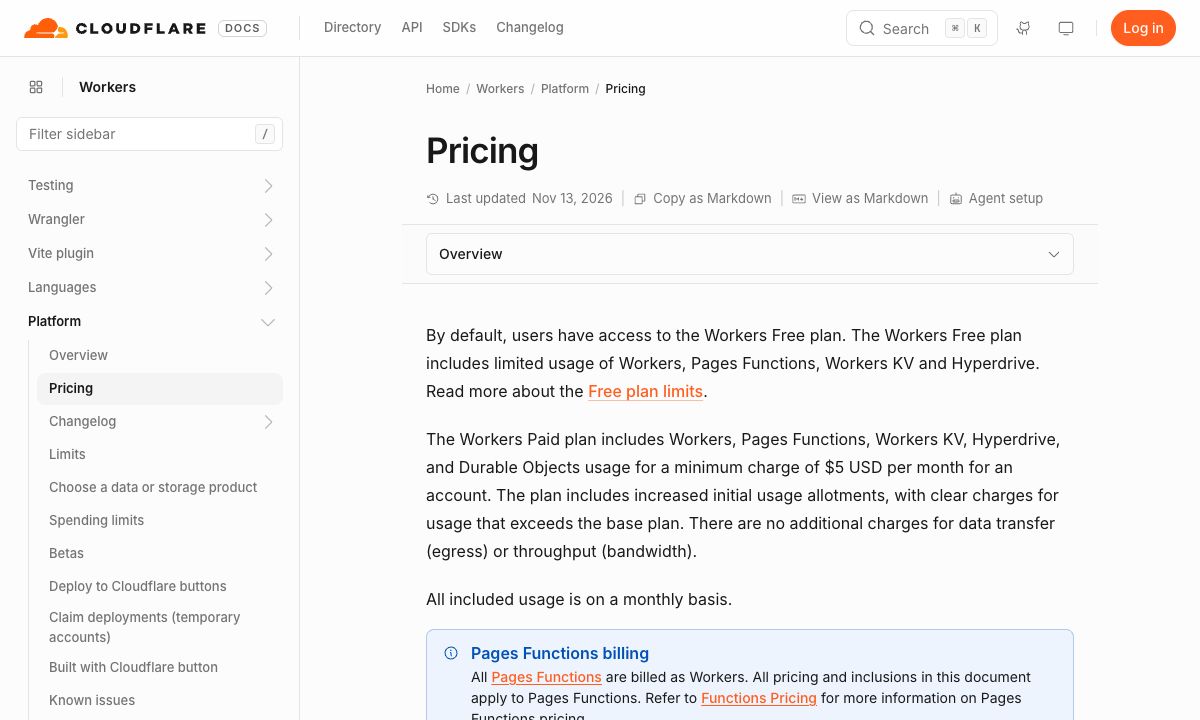 CLOUDFLARE DOCS
Directory API SDKs Changelog
Search ⌘ K
Log in
Workers
Filter sidebar /
Testing
Wrangler
Vite plugin
Languages
Platform
Overview
Pricing
Changelog
Limits
Choose a data or storage product
Spending limits
Betas
Deploy to Cloudflare buttons
Claim deployments (temporary
accounts)
Built with Cloudflare button
Known issues
Home / Workers / Platform / Pricing
Pricing
Last updated Nov 13, 2026 | Copy as Markdown | View as Markdown | Agent setup
Overview
By default, users have access to the Workers Free plan. The Workers Free plan
includes limited usage of Workers, Pages Functions, Workers KV and Hyperdrive.
Read more about the Free plan limits.
The Workers Paid plan includes Workers, Pages Functions, Workers KV, Hyperdrive,
and Durable Objects usage for a minimum charge of $5 USD per month for an
account. The plan includes increased initial usage allotments, with clear charges for
usage that exceeds the base plan. There are no additional charges for data transfer
(egress) or throughput (bandwidth).
All included usage is on a monthly basis.
Pages Functions billing
All Pages Functions are billed as Workers. All pricing and inclusions in this document
apply to Pages Functions. Refer to Functions Pricing for more information on Pages
Functions pricing.